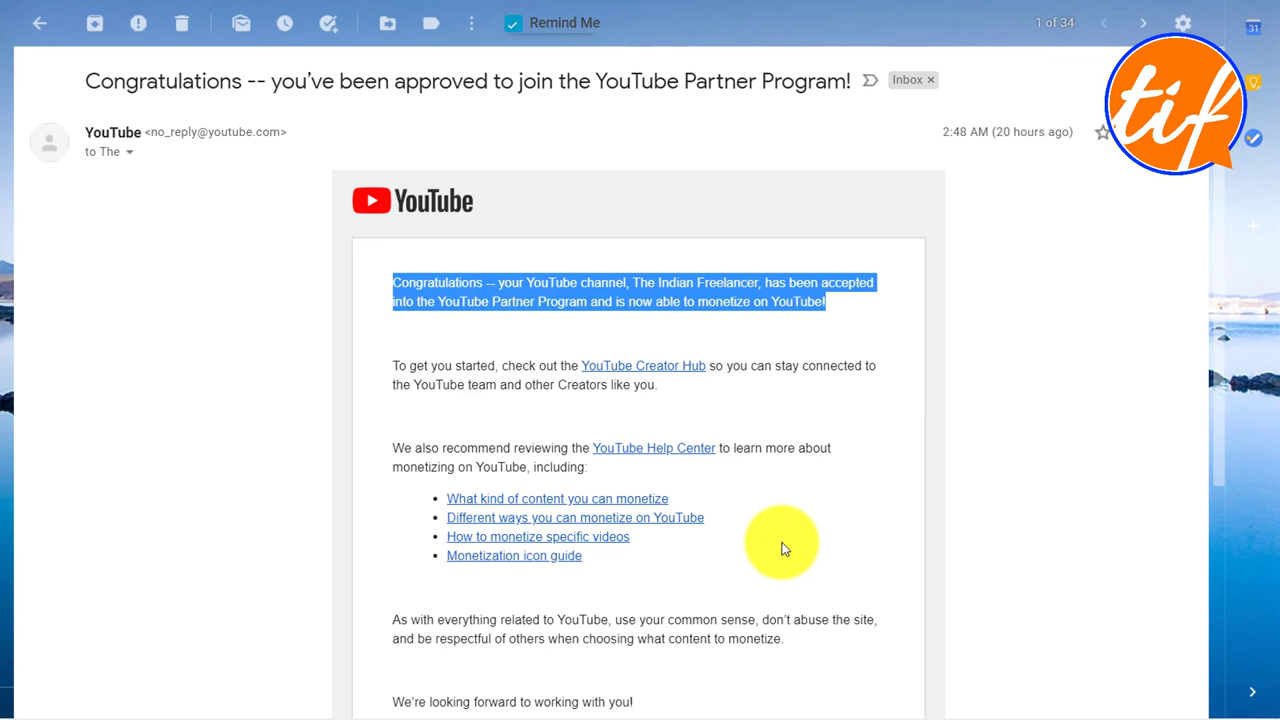 Remind Me
1 of 34
31
Congratulations -- you’ve been approved to join the YouTube Partner Program!
Inbox ×
tif
YouTube <no_reply@youtube.com>
2:48 AM (20 hours ago)
to The
YouTube
Congratulations -- your YouTube channel, The Indian Freelancer, has been accepted
into the YouTube Partner Program and is now able to monetize on YouTube!
To get you started, check out the YouTube Creator Hub so you can stay connected to
the YouTube team and other Creators like you.
We also recommend reviewing the YouTube Help Center to learn more about
monetizing on YouTube, including:
• What kind of content you can monetize
• Different ways you can monetize on YouTube
• How to monetize specific videos
• Monetization icon guide
As with everything related to YouTube, use your common sense, don’t abuse the site,
and be respectful of others when choosing what content to monetize.
We’re looking forward to working with you!